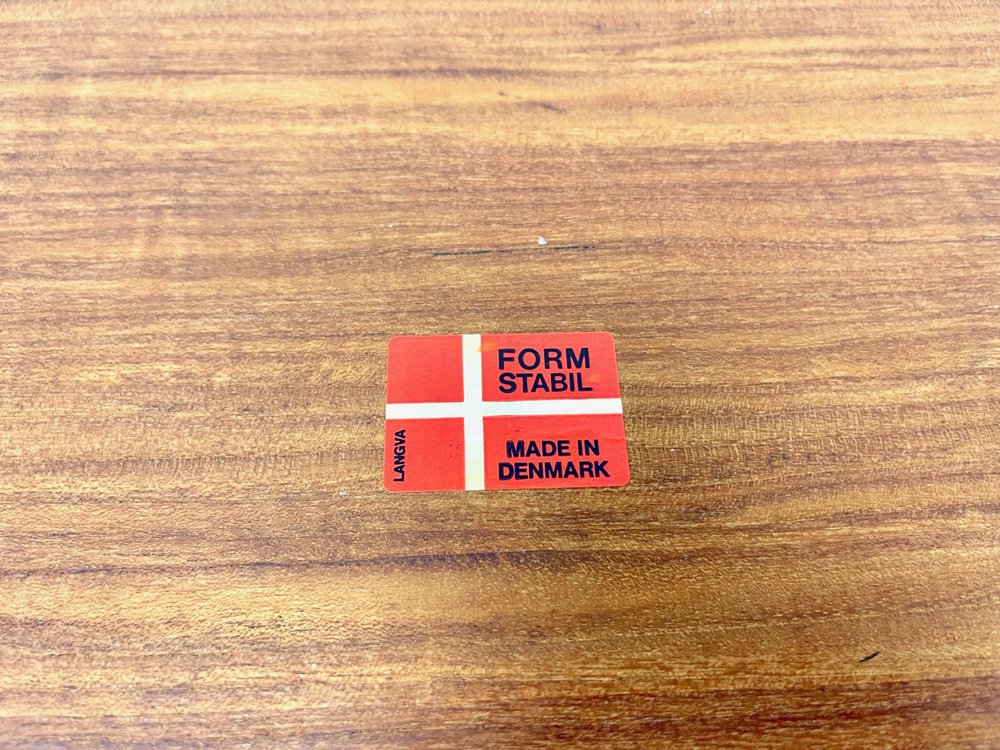 FORM
STABIL
MADE IN
DENMARK
LANGVA